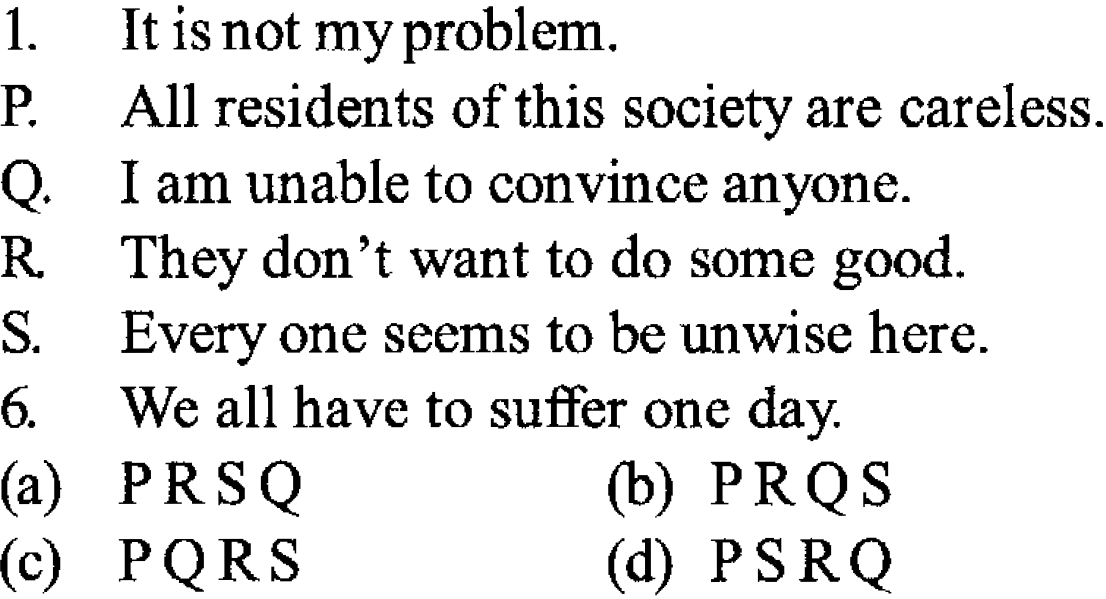 1. It is not my problem.
P. All residents of this society are careless.
Q. I am unable to convince anyone.
R. They don't want to do some good.
S. Every one seems to be unwise here.
6. We all have to suffer one day.
(a) P R S Q (b) P R Q S
(c) P Q R S (d) P S R Q